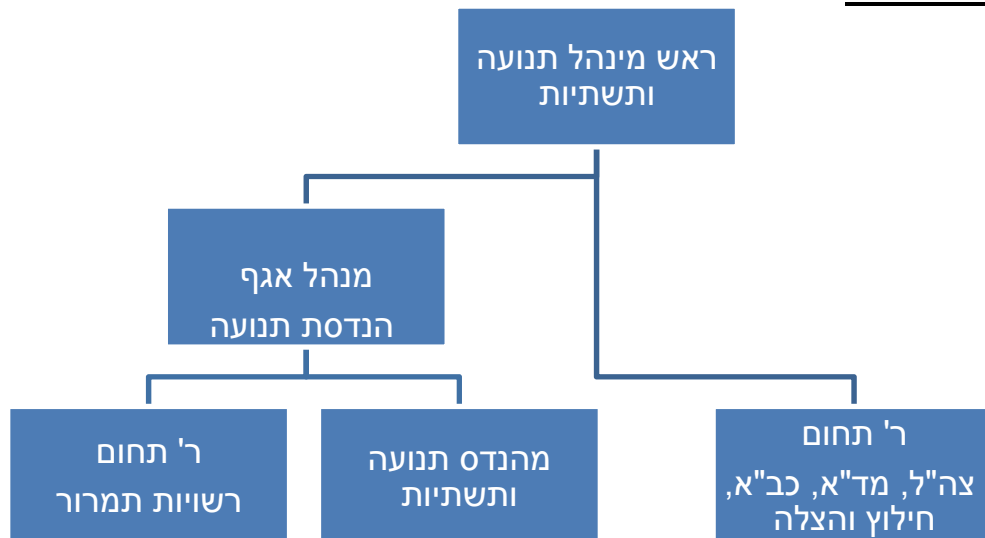 ראש מינהל תנועה
ותשתיות
מנהל אגף
הנדסת תנועה
ר' תחום
צה"ל, מד"א, כב"א,
חילוץ והצלה
מהנדס תנועה
ותשתיות
ר' תחום
רשויות תמרור